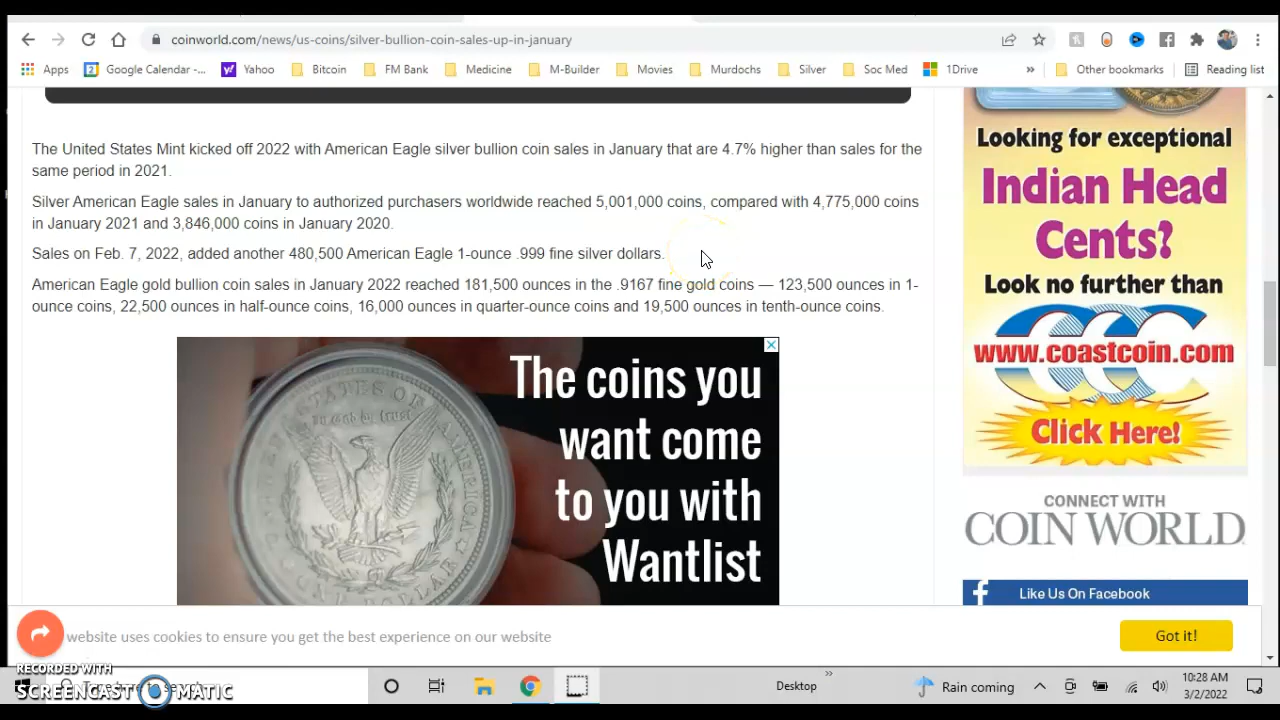 coinworld.com/news/us-coins/silver-bullion-coin-sales-up-in-january
Apps
Google Calendar -...
Yahoo
Bitcoin
FM Bank
Medicine
M-Builder
Movies
Murdochs
Silver
Soc Med
1Drive
»
Other bookmarks
Reading list
The United States Mint kicked off 2022 with American Eagle silver bullion coin sales in January that are 4.7% higher than sales for the
same period in 2021.
Silver American Eagle sales in January to authorized purchasers worldwide reached 5,001,000 coins, compared with 4,775,000 coins
in January 2021 and 3,846,000 coins in January 2020.
Sales on Feb. 7, 2022, added another 480,500 American Eagle 1-ounce .999 fine silver dollars.
American Eagle gold bullion coin sales in January 2022 reached 181,500 ounces in the .9167 fine gold coins — 123,500 ounces in 1-
ounce coins, 22,500 ounces in half-ounce coins, 16,000 ounces in quarter-ounce coins and 19,500 ounces in tenth-ounce coins.
The coins you
want come
to you with
Wantlist
Looking for exceptional
Indian Head
Cents?
Look no further than
CCC
www.coastcoin.com
Click Here!
CONNECT WITH
COIN WORLD
Like Us On Facebook
website uses cookies to ensure you get the best experience on our website
Got it!
RECORDED WITH
SCREENCAST MATIC
Desktop
»
Rain coming
10:28 AM
3/2/2022